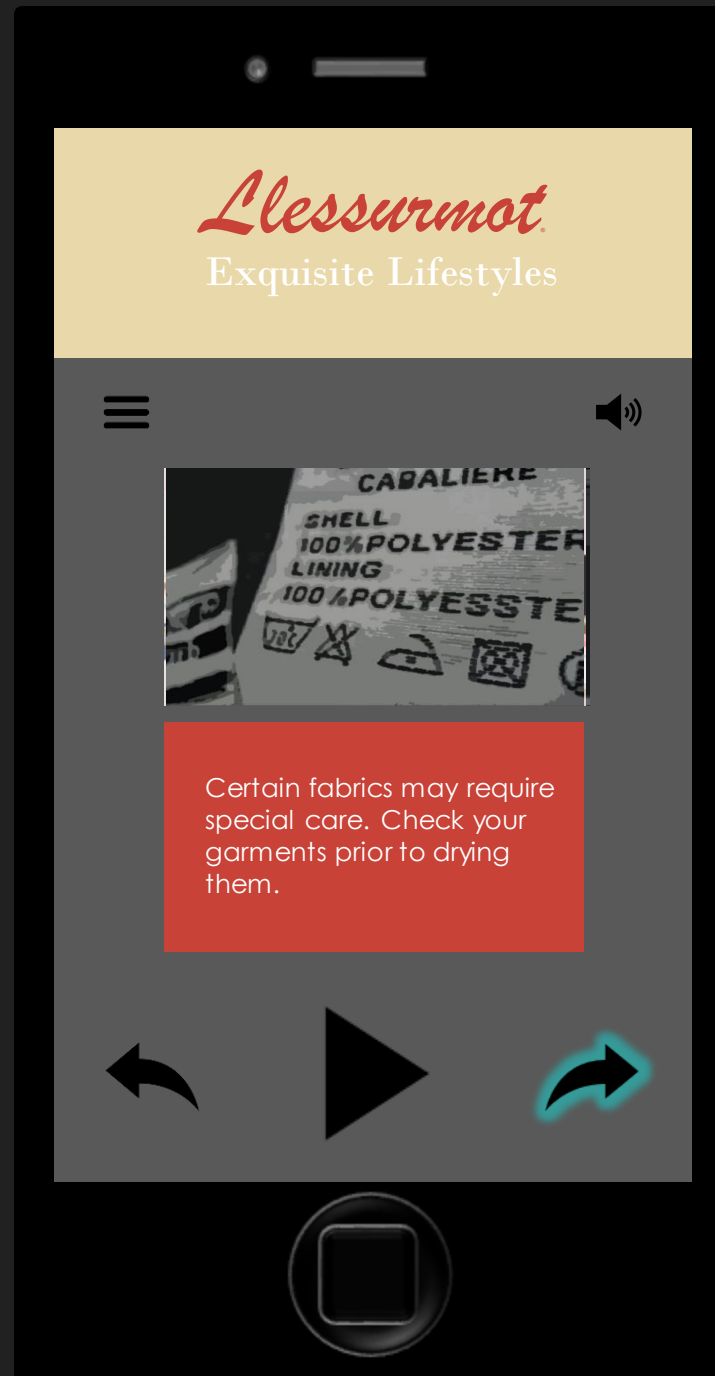 Llessurmot
Exquisite Lifestyles
CABALIERE
SHELL
100%POLYESTER
LINING
100%POLYESSTE
Certain fabrics may require
special care. Check your
garments prior to drying
them.